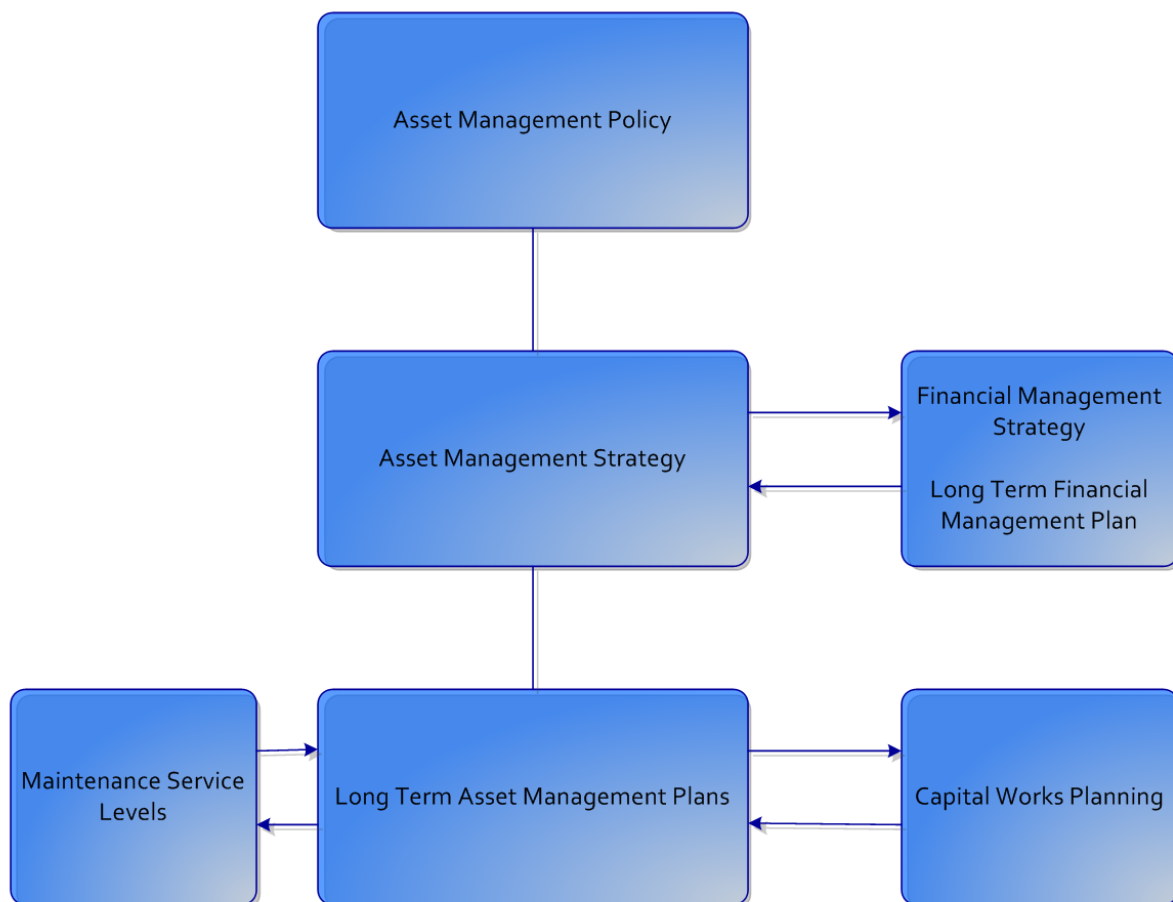 Asset Management Policy
Asset Management Strategy
Financial Management
Strategy
Long Term Financial
Management Plan
Maintenance Service
Levels
Long Term Asset Management Plans
Capital Works Planning